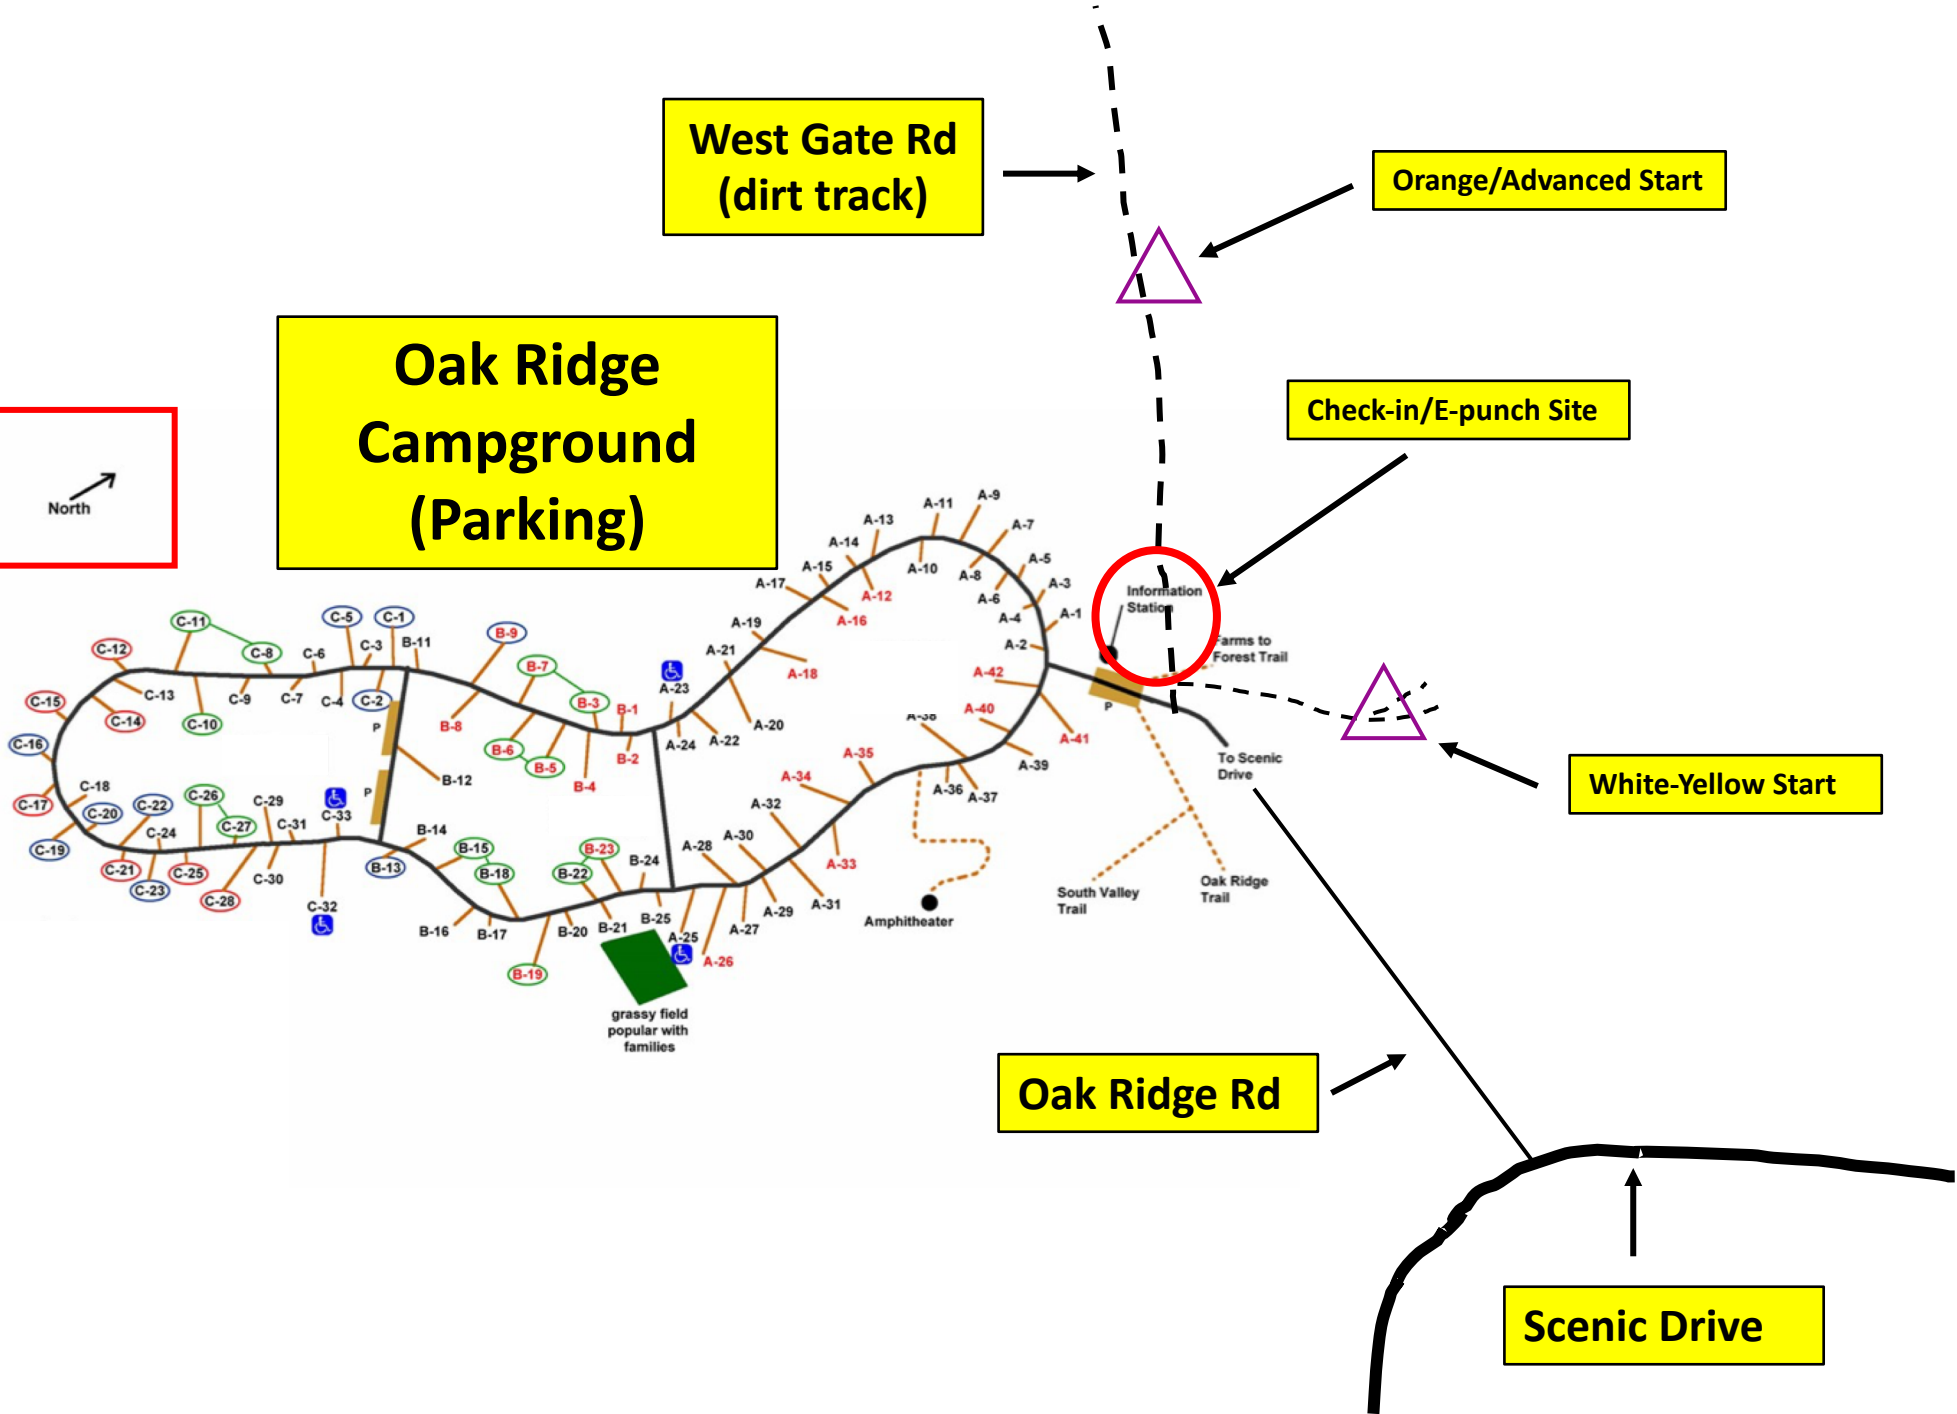 West Gate Rd
(dirt track)
Orange/Advanced Start
Oak Ridge
Campground
(Parking)
Check-in/E-punch Site
North
A-9
A-11
A-13
A-7
A-14
A-5
A-15
A-10
A-8
A-17
A-3
A-12
A-6
Information
Station
A-16
A-4
A-1
C-11
C-5
C-1
A-19
B-9
A-2
Farms to
Forest Trail
C-12
C-8
C-6
C-3
B-11
A-21
B-7
A-18
A-42
A-23
C-13
C-9
C-7
C-4
C-2
B-3
B-1
C-15
C-14
C-10
P
B-8
A-20
A-40
P
A-38
C-16
B-6
A-24
A-22
A-41
B-5
B-2
A-35
To Scenic
Drive
A-39
B-12
B-4
A-34
A-36
A-37
White-Yellow Start
C-18
P
C-17
C-22
C-26
C-29
A-32
C-20
C-33
C-27
C-31
C-24
B-14
A-30
C-19
B-15
B-23
A-28
B-24
A-33
C-21
C-25
C-30
B-13
B-18
B-22
C-23
Oak Ridge
Trail
South Valley
Trail
C-28
C-32
A-31
A-29
Amphitheater
B-16
B-17
B-20
B-21
B-25
A-27
A-25
B-19
A-26
grassy field
popular with
families
Oak Ridge Rd
Scenic Drive